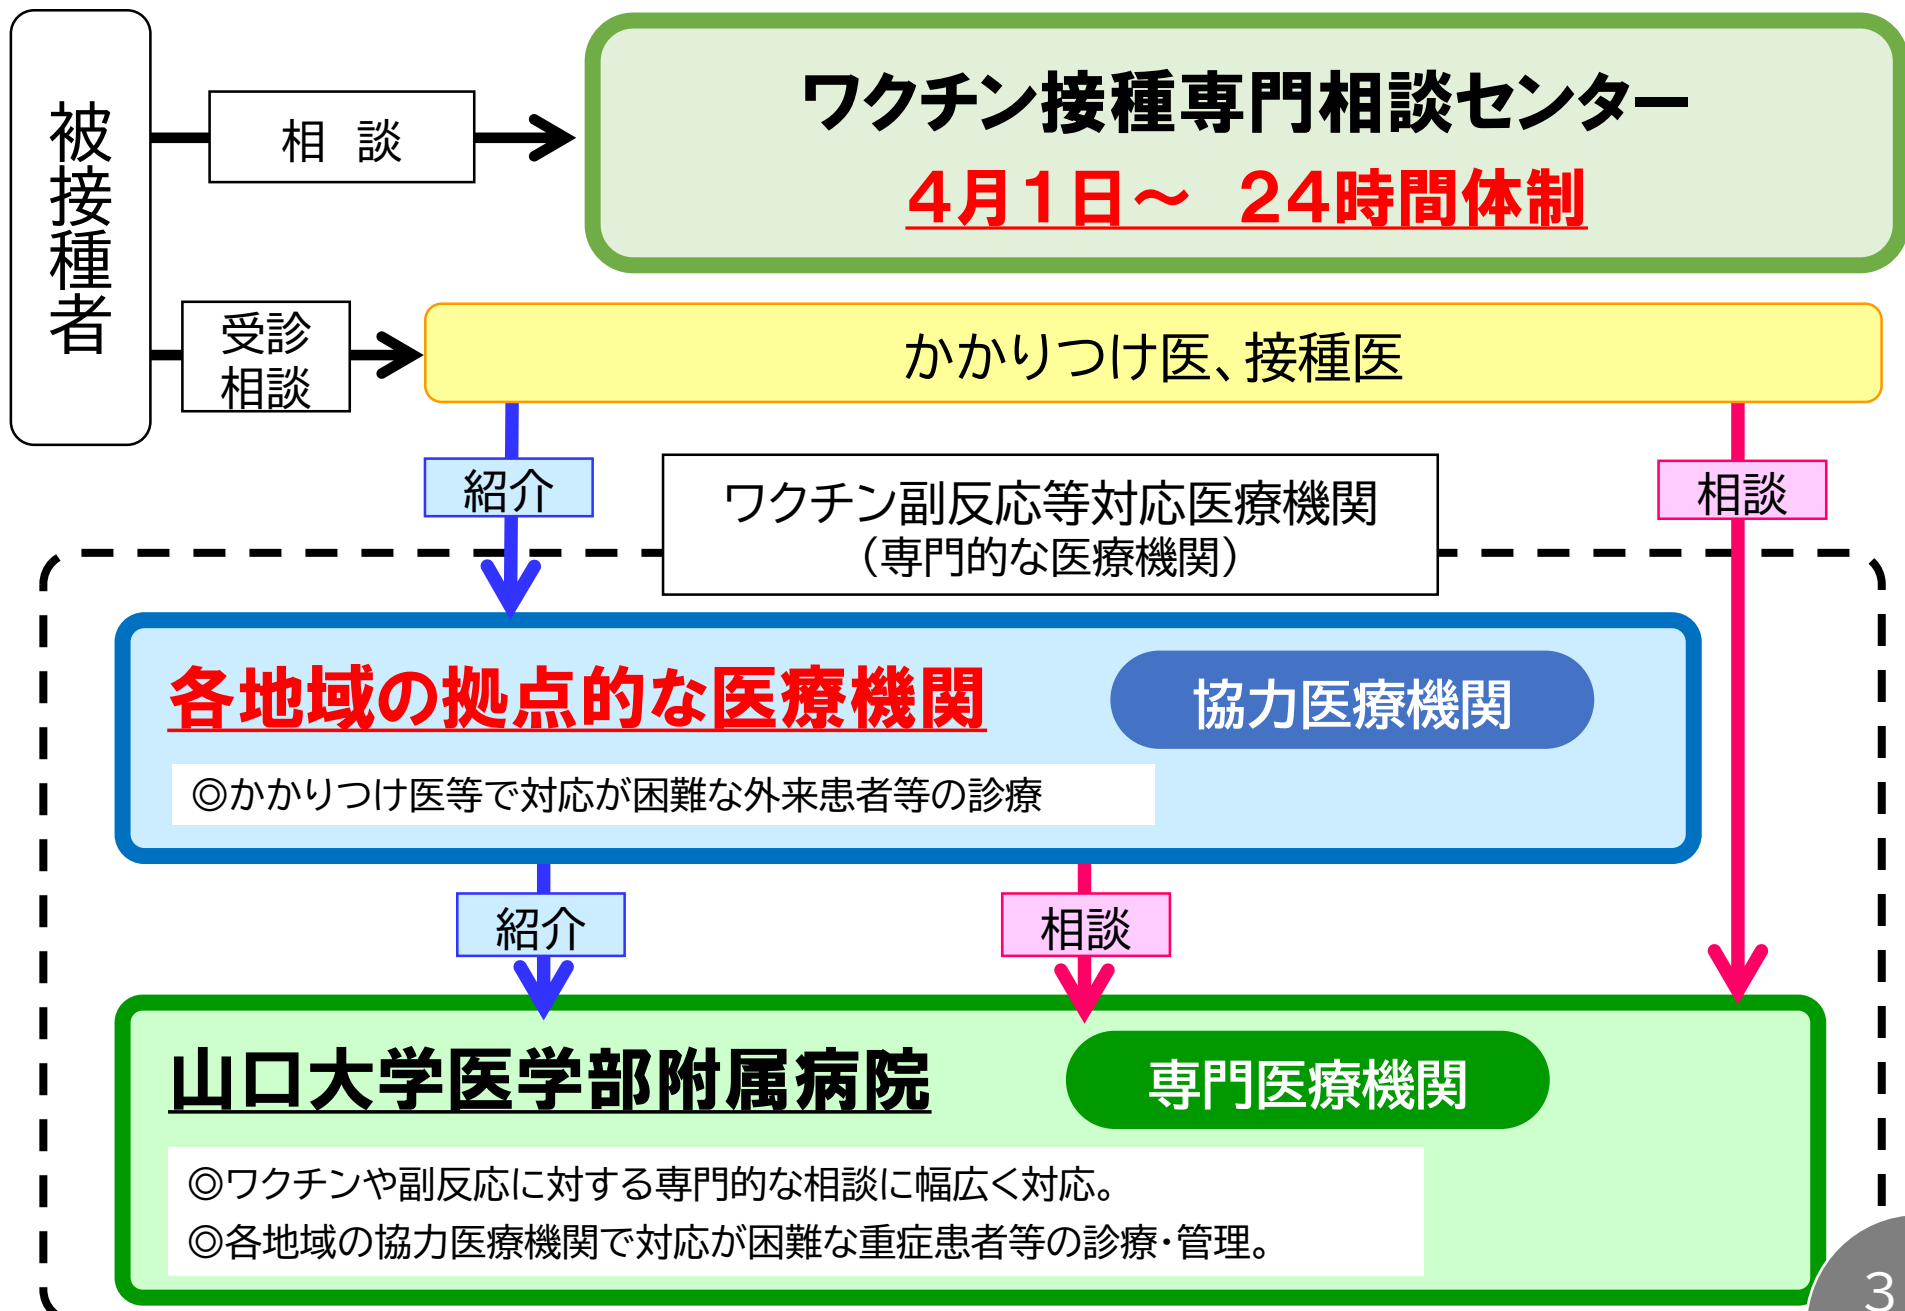 被接種者
相　談
ワクチン接種専門相談センター
４月１日～　２４時間体制
受診
相談
かかりつけ医、接種医
紹介
ワクチン副反応等対応医療機関
（専門的な医療機関）
相談
各地域の拠点的な医療機関
協力医療機関
◎かかりつけ医等で対応が困難な外来患者等の診療
紹介
相談
山口大学医学部附属病院
専門医療機関
◎ワクチンや副反応に対する専門的な相談に幅広く対応。
◎各地域の協力医療機関で対応が困難な重症患者等の診療・管理。
3